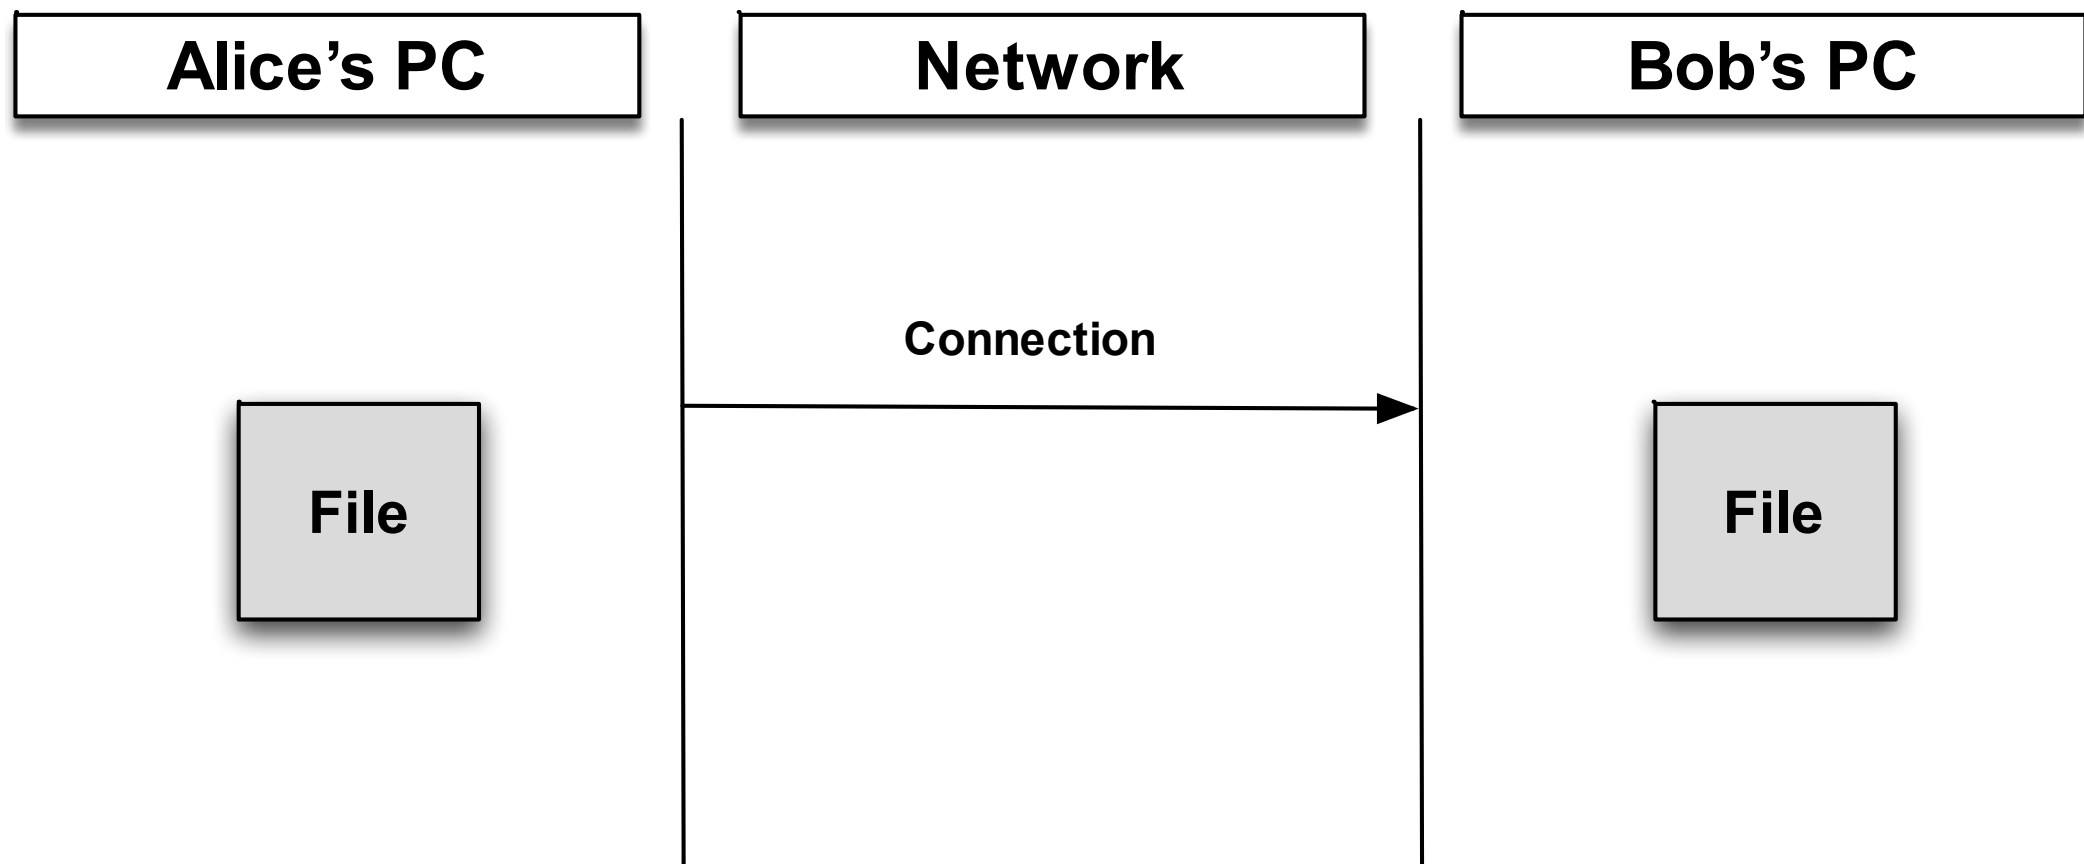 Alice’s PC
Network
Bob’s PC
Connection
File
File